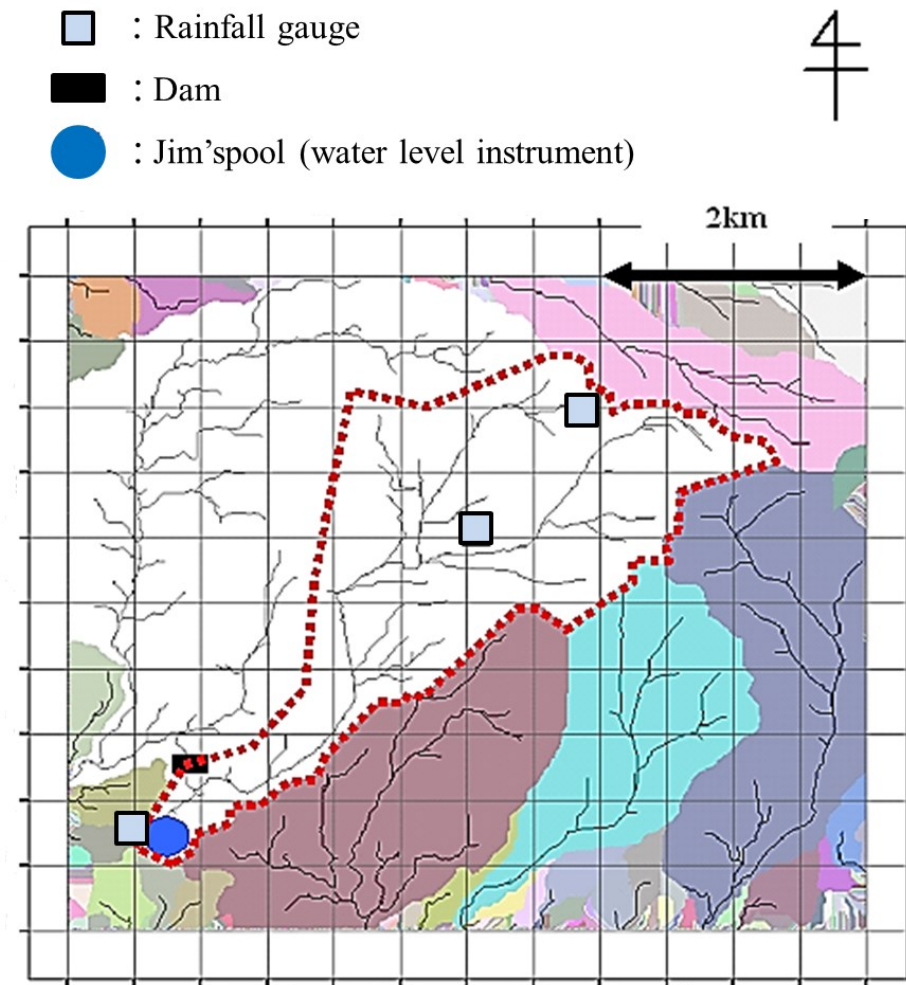 : Rainfall gauge
: Dam
: Jim'spool (water level instrument)
2km